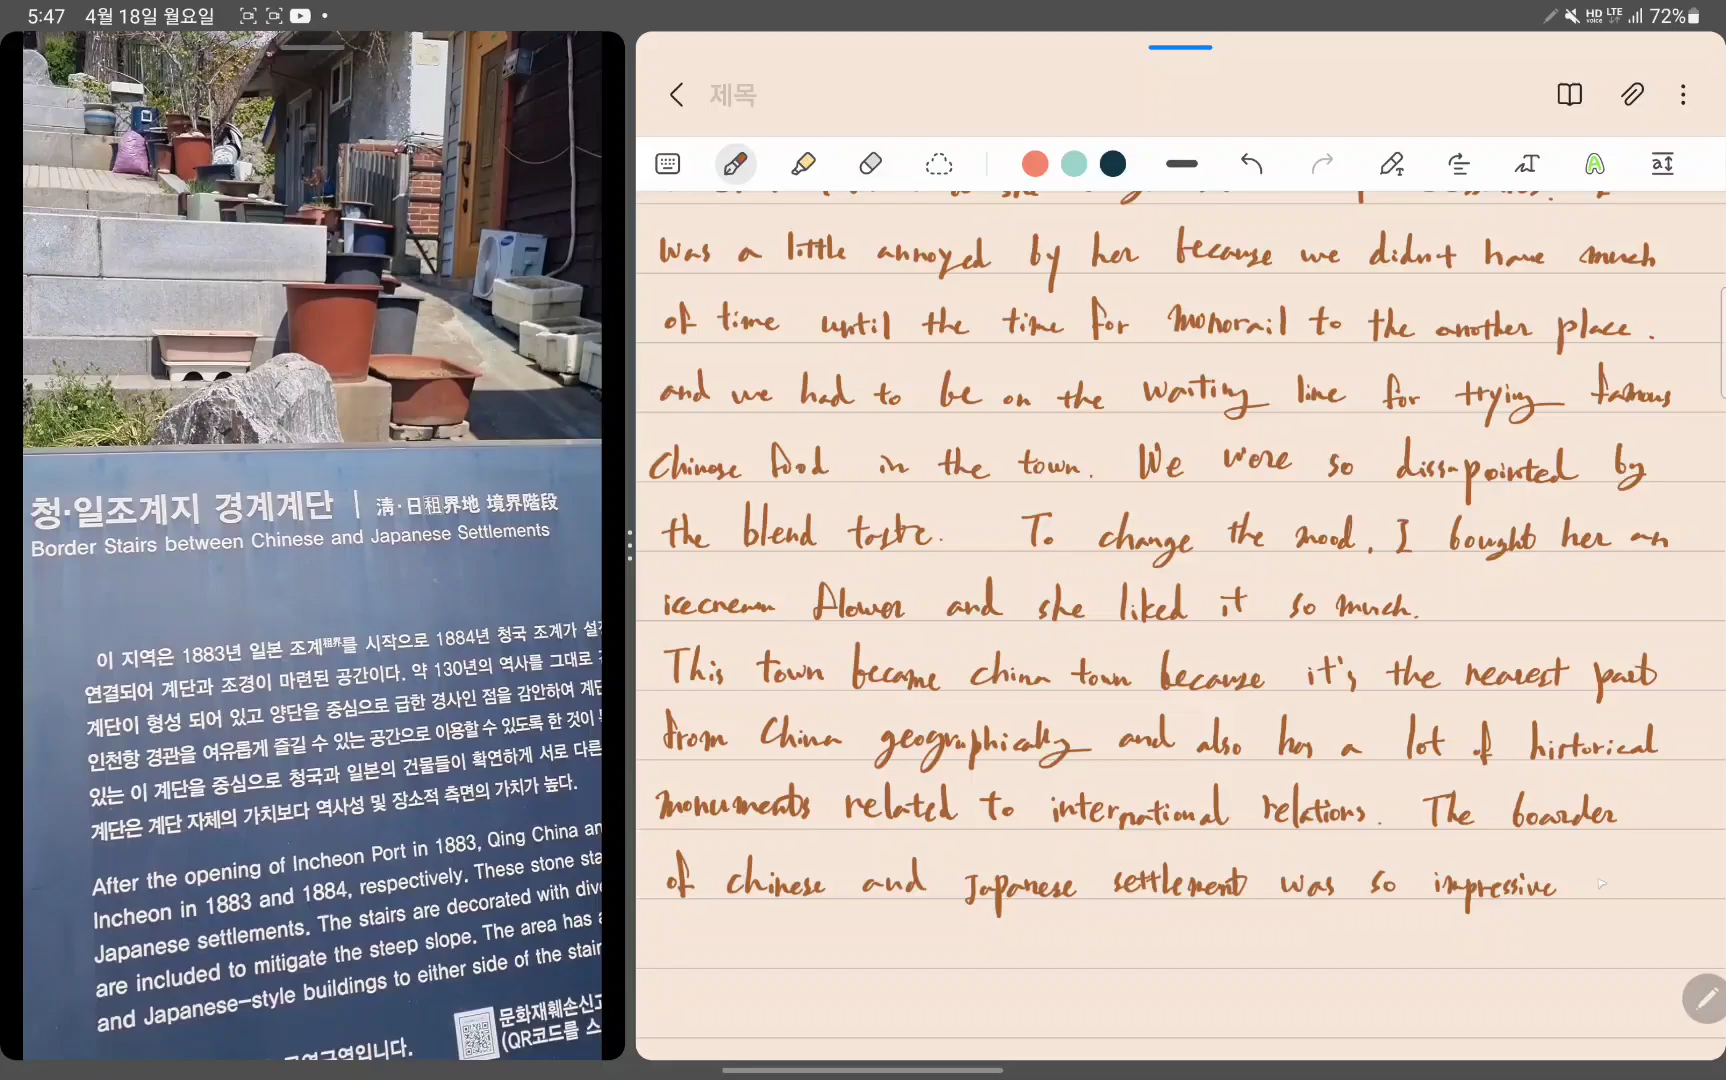 5:47 4월 18일 월요일
HD voice LTE 72%
청·일조계지 경계계단 | 淸·日租界地 境界階段
Border Stairs between Chinese and Japanese Settlements
이 지역은 1883년 일본 조계租界를 시작으로 1884년 청국 조계가 설
연결되어 계단과 조경이 마련된 공간이다. 약 130년의 역사를 그대로
계단이 형성 되어 있고 양단을 중심으로 급한 경사인 점을 감안하여 계단
인천항 경관을 여유롭게 즐길 수 있는 공간으로 이용할 수 있도록 한 것이
있는 이 계단을 중심으로 청국과 일본의 건물들이 확연하게 서로 다른
계단은 계단 자체의 가치보다 역사성 및 장소적 측면의 가치가 높다.
After the opening of Incheon Port in 1883, Qing China an
Incheon in 1883 and 1884, respectively. These stone sta
Japanese settlements. The stairs are decorated with dive
are included to mitigate the steep slope. The area has a
and Japanese-style buildings to either side of the stair
문화재훼손신고
(QR코드를 스
구역입니다.
제목
was a little annoyed by her because we didn't have much
of time until the time for monorail to the another place.
and we had to be on the waiting line for trying famous
Chinese food in the town. We were so dissapointed by
the blend taste. To change the mood, I bought her an
icecream flower and she liked it so much.
This town became china town because it's the nearest part
from China geographically and also has a lot of historical
monuments related to international relations. The boarder
of chinese and Japanese settlement was so impressive